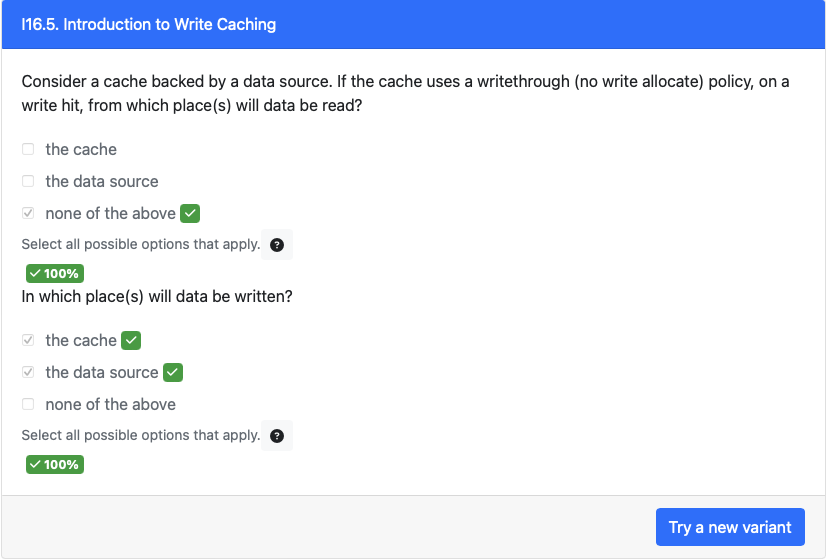 I16.5. Introduction to Write Caching
Consider a cache backed by a data source. If the cache uses a writethrough (no write allocate) policy, on a
write hit, from which place(s) will data be read?
the cache
the data source
none of the above
Select all possible options that apply. ?
100%
In which place(s) will data be written?
the cache
the data source
none of the above
Select all possible options that apply. ?
100%
Try a new variant